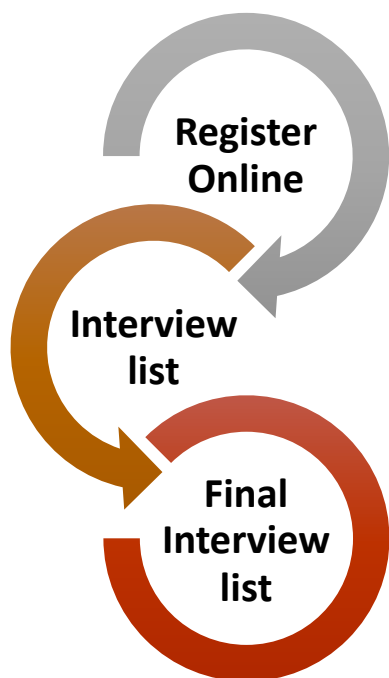 Register
Online
Interview
list
Final
Interview
list